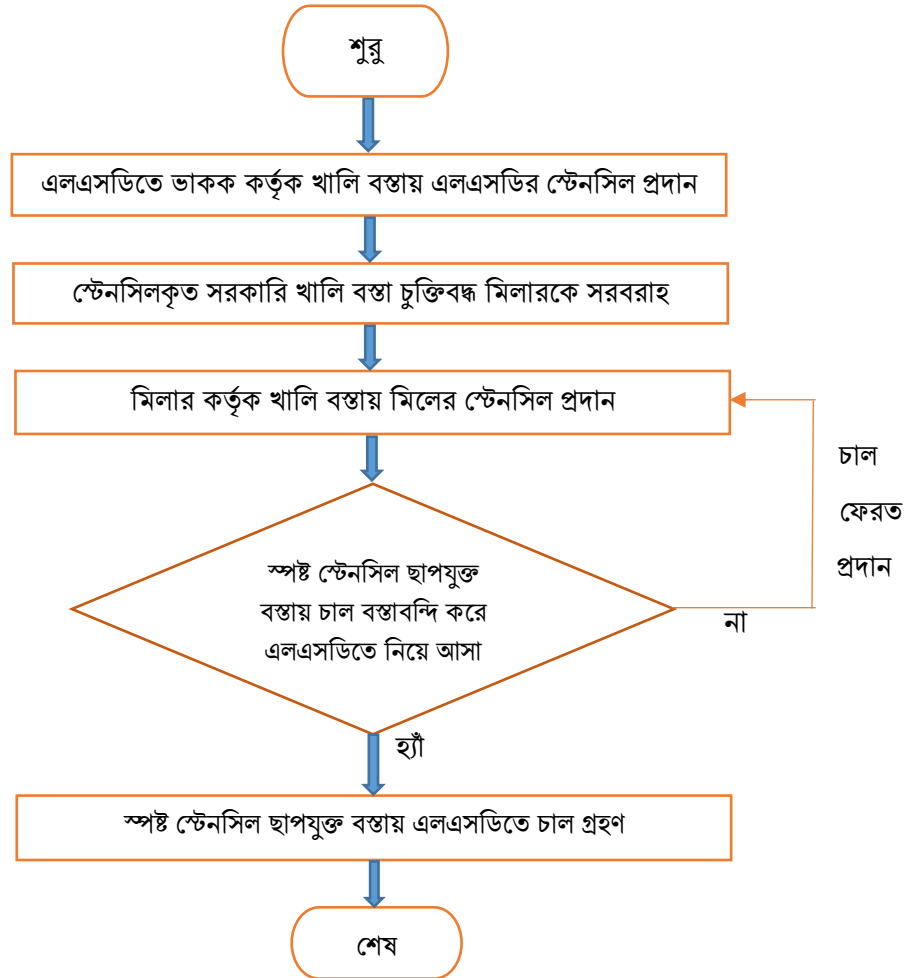 শুরু
এলএসডিতে ভাকক কর্তৃক খালি বস্তায় এলএসডির স্টেনসিল প্রদান
স্টেনসিলকৃত সরকারি খালি বস্তা চুক্তিবদ্ধ মিলারকে সরবরাহ
মিলার কর্তৃক খালি বস্তায় মিলের স্টেনসিল প্রদান
চাল
ফেরত
প্রদান
স্পষ্ট স্টেনসিল ছাপযুক্ত
বস্তায় চাল বস্তাবন্দি করে
এলএসডিতে নিয়ে আসা
না
হ্যাঁ
স্পষ্ট স্টেনসিল ছাপযুক্ত বস্তায় এলএসডিতে চাল গ্রহণ
শেষ